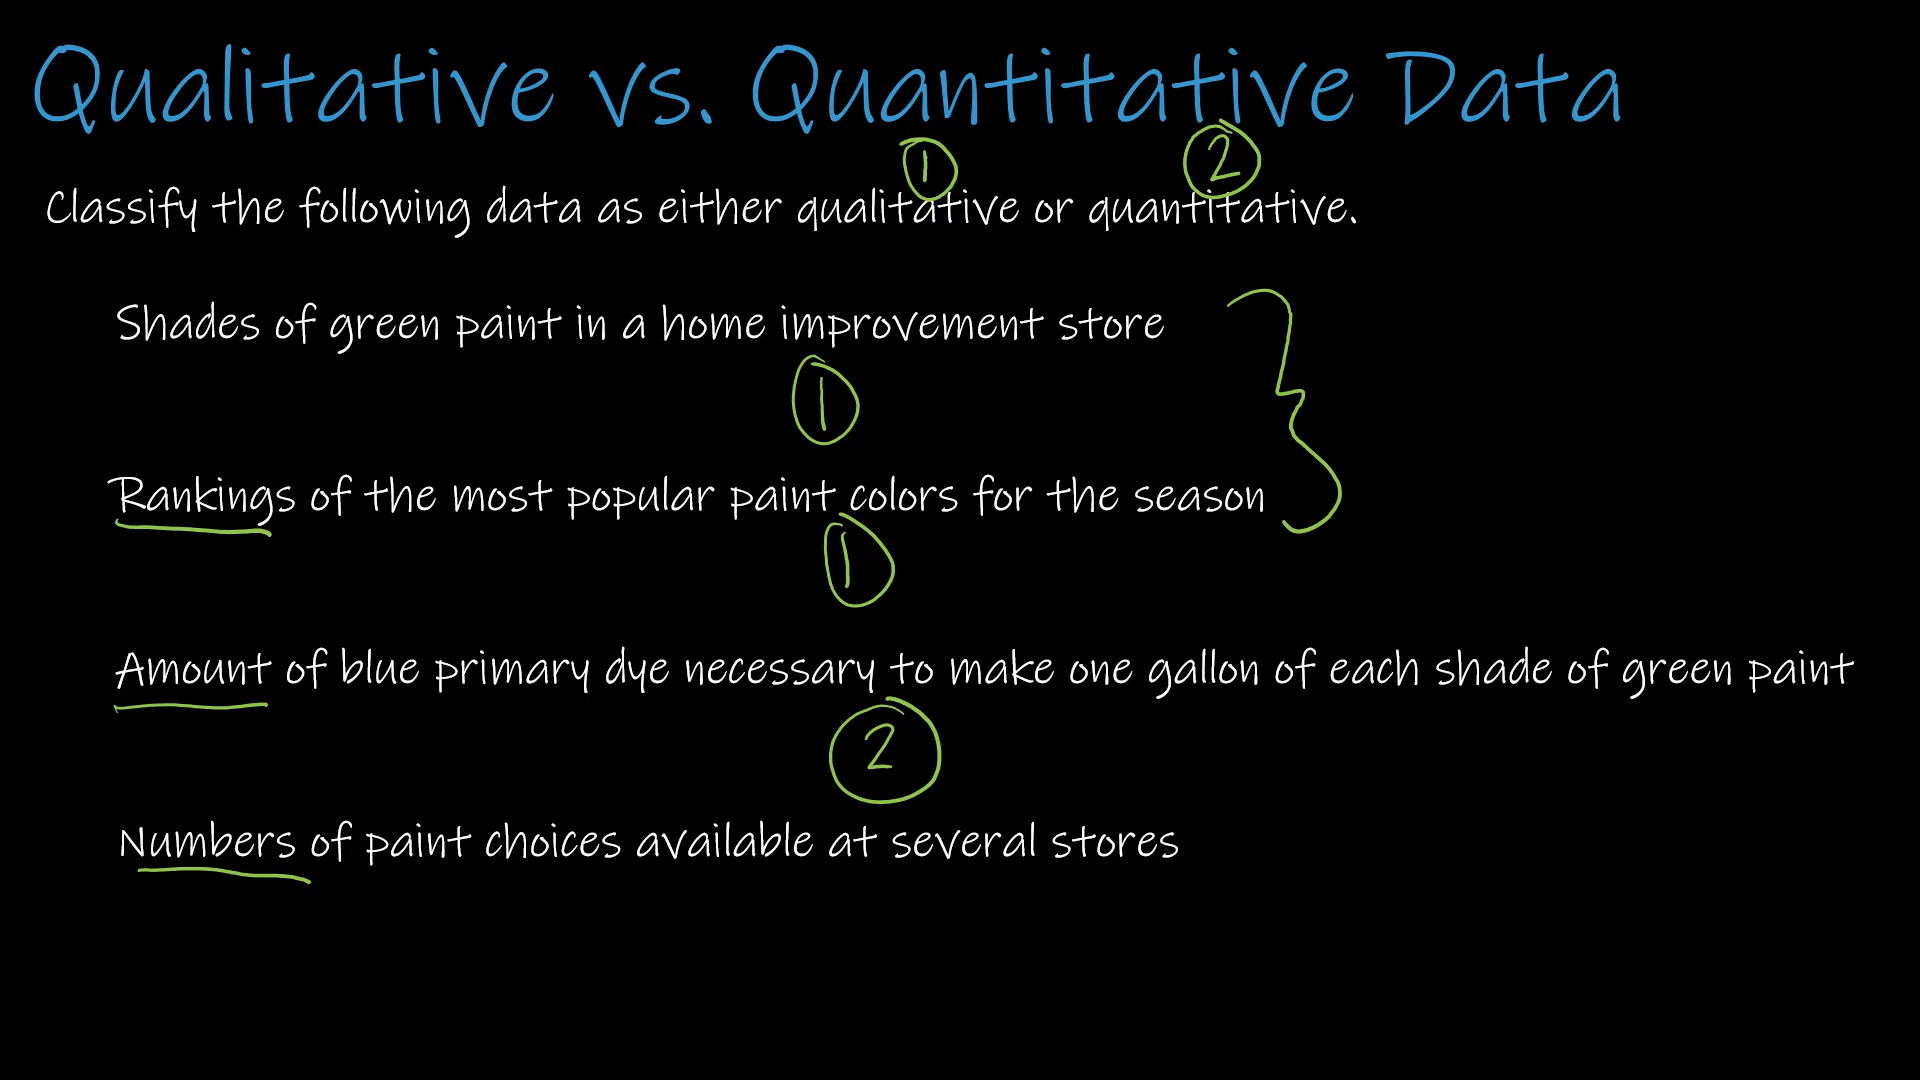 Qualitative vs. Quantitative Data
1 2
Classify the following data as either qualitative or quantitative.
Shades of green paint in a home improvement store
1
Rankings of the most popular paint colors for the season
1
Amount of blue primary dye necessary to make one gallon of each shade of green paint
2
Numbers of paint choices available at several stores